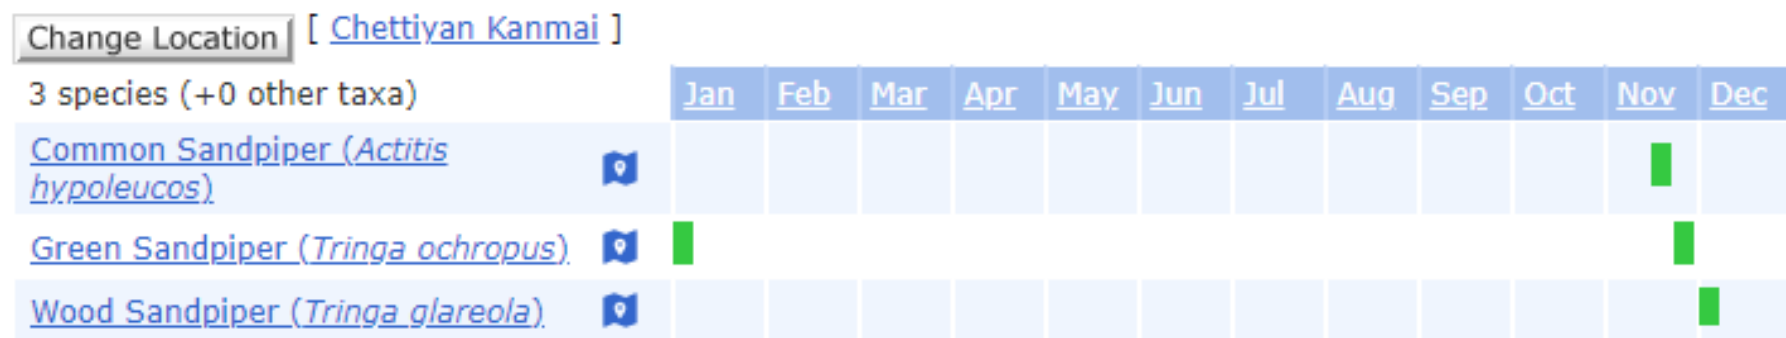 Change Location [ Chettiyan Kanmai ]
3 species (+0 other taxa) Jan Feb Mar Apr May Jun Jul Aug Sep Oct Nov Dec
Common Sandpiper (Actitis
hypoleucos)
Green Sandpiper (Tringa ochropus)
Wood Sandpiper (Tringa glareola)